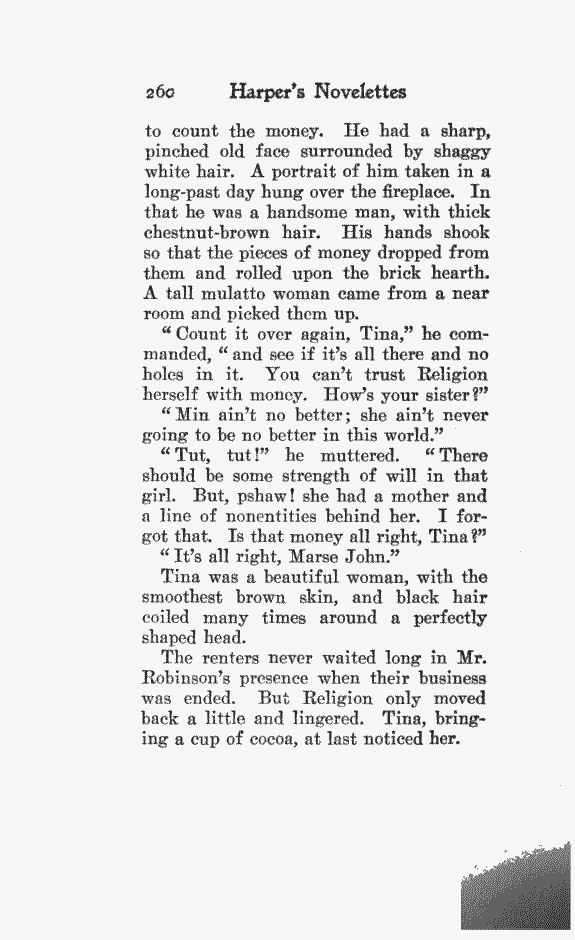 260 Harper's Novelettes
to count the money. He had a sharp,
pinched old face surrounded by shaggy
white hair. A portrait of him taken in a
long-past day hung over the fireplace. In
that he was a handsome man, with thick
chestnut-brown hair. His hands shook
so that the pieces of money dropped from
them and rolled upon the brick hearth.
A tall mulatto woman came from a near
room and picked them up.
"Count it over again, Tina," he com-
manded, "and see if it's all there and no
holes in it. You can't trust Religion
herself with money. How's your sister?"
"Min ain't no better; she ain't never
going to be no better in this world."
"Tut, tut!" he muttered. "There
should be some strength of will in that
girl. But, pshaw! she had a mother and
a line of nonentities behind her. I for-
got that. Is that money all right, Tina?"
"It's all right, Marse John."
Tina was a beautiful woman, with the
smoothest brown skin, and black hair
coiled many times around a perfectly
shaped head.
The renters never waited long in Mr.
Robinson's presence when their business
was ended. But Religion only moved
back a little and lingered. Tina, bring-
ing a cup of cocoa, at last noticed her.